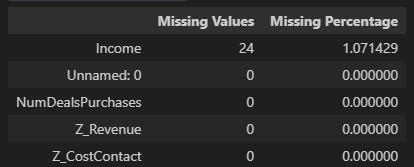 Missing Values Missing Percentage
Income 24 1.071429
Unnamed: 0 0 0.000000
NumDealsPurchases 0 0.000000
Z_Revenue 0 0.000000
Z_CostContact 0 0.000000